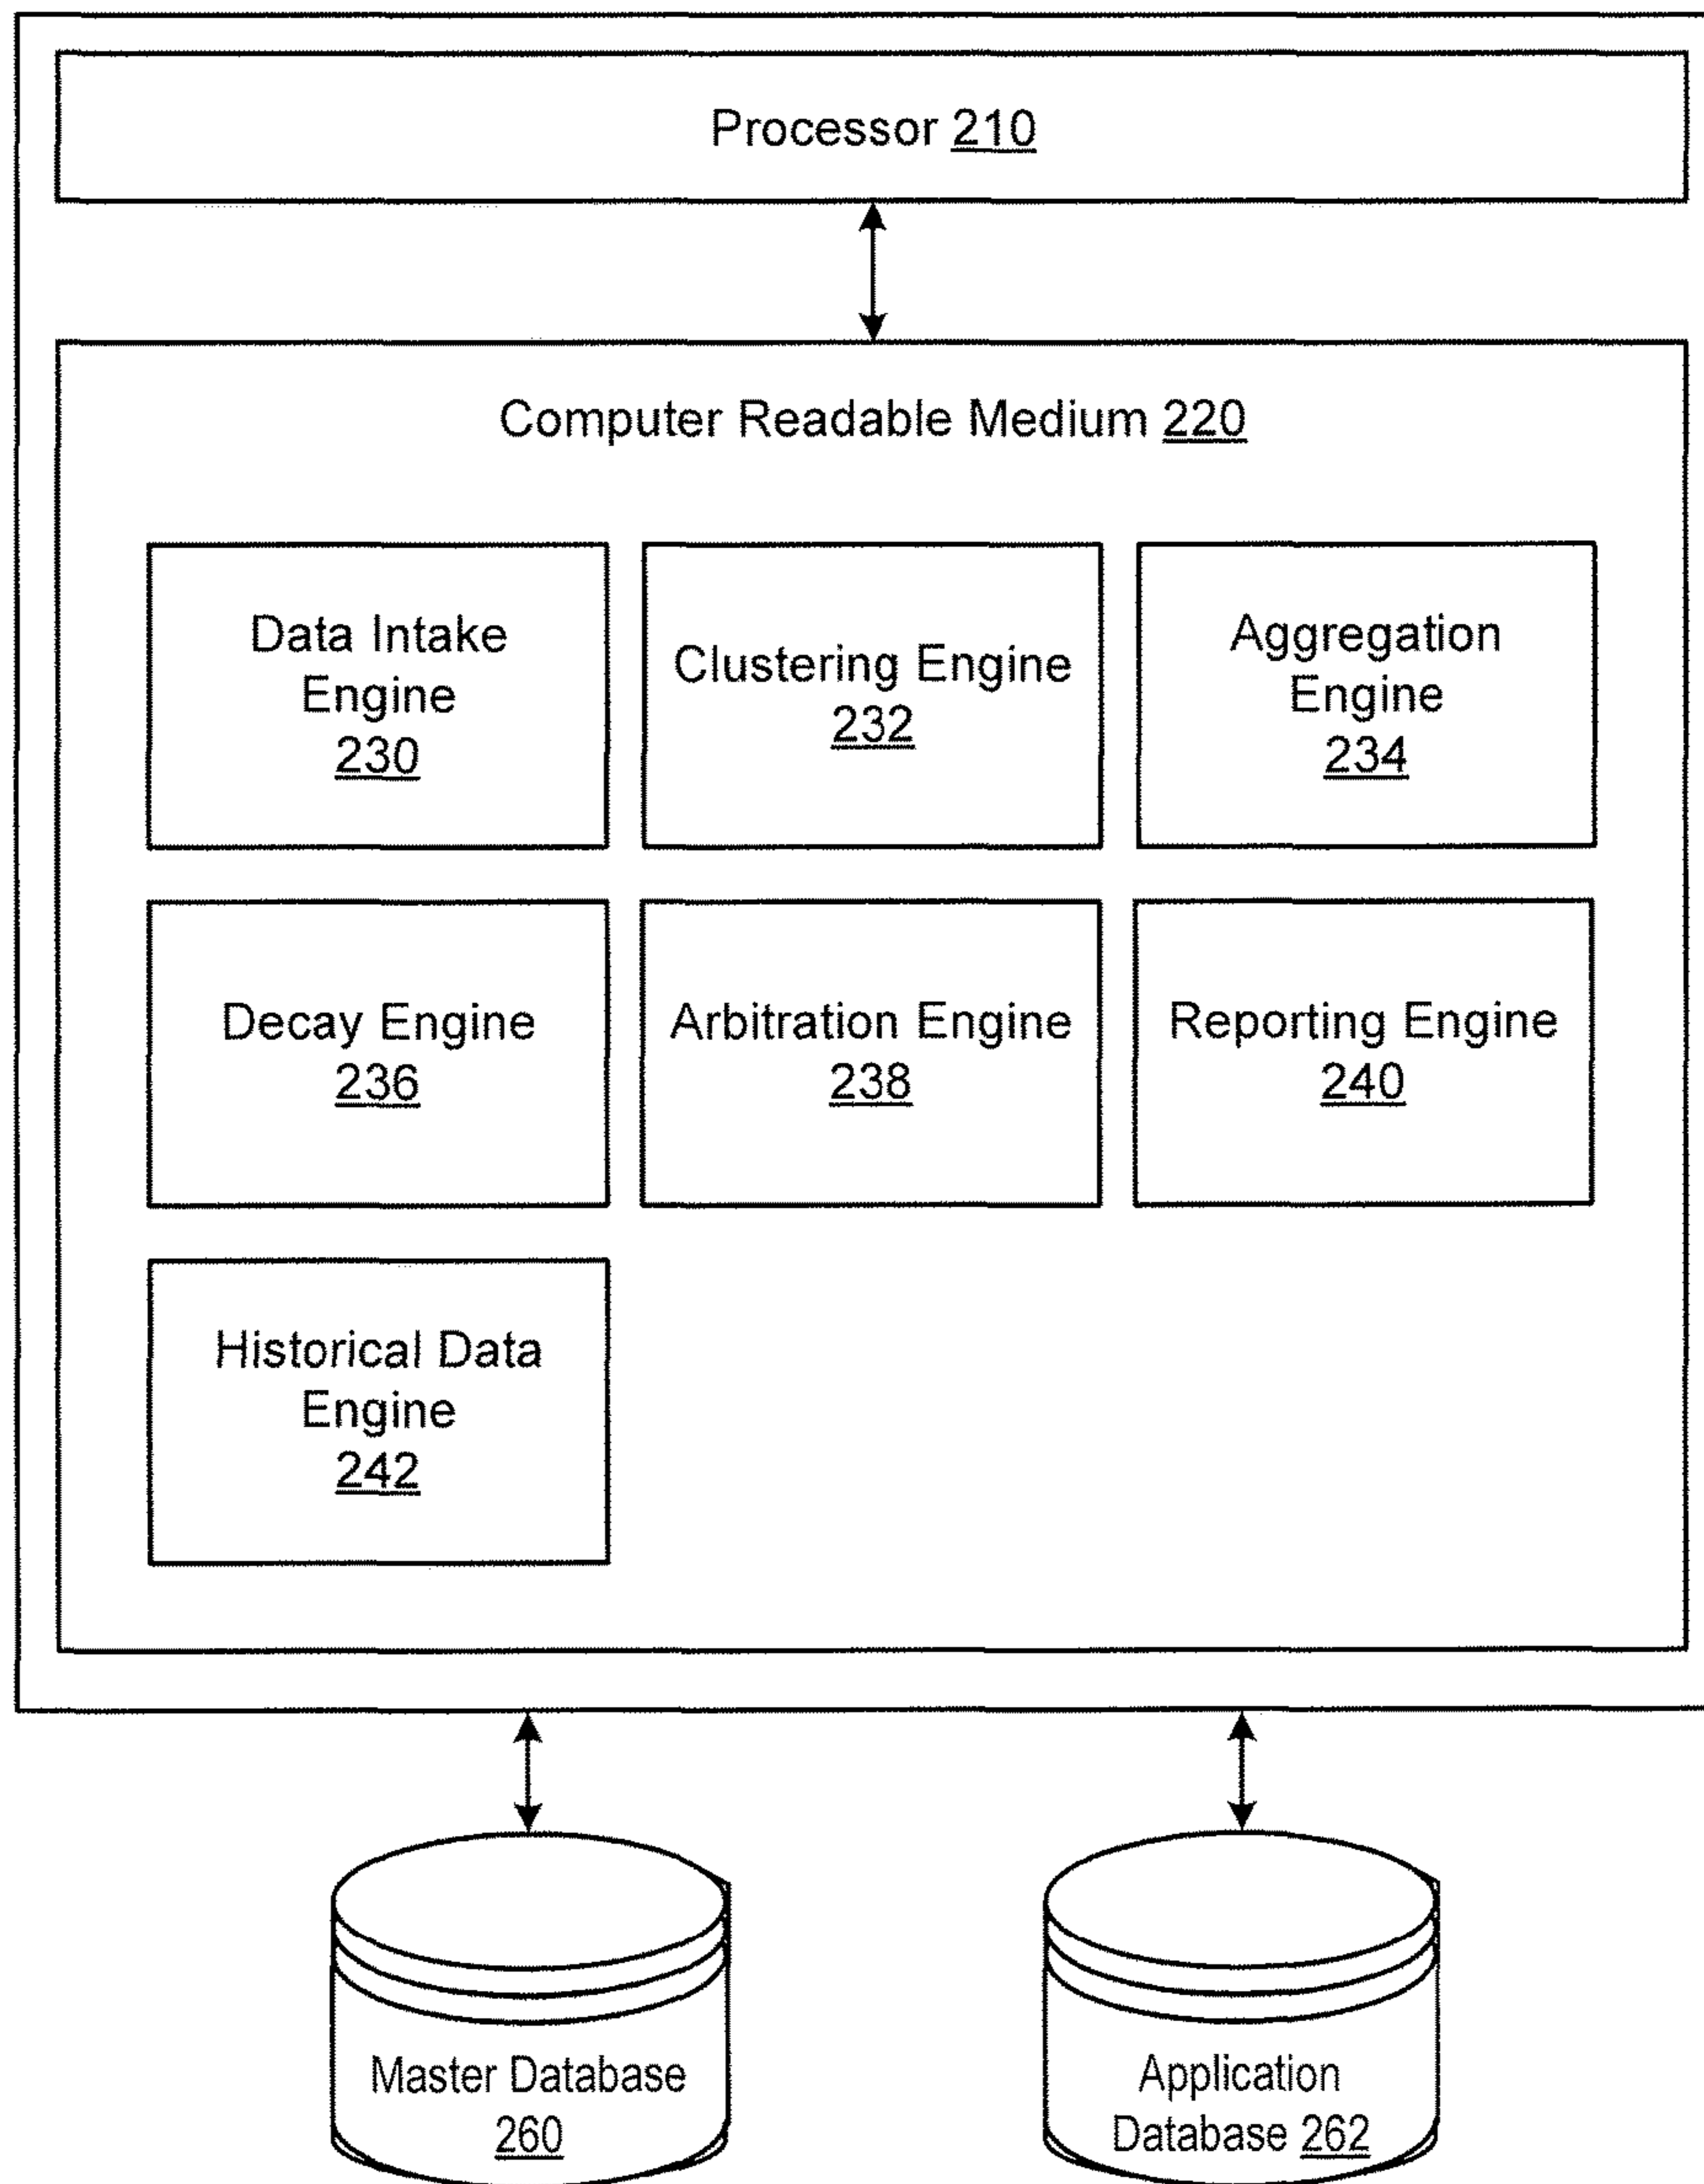 Processor 210
Computer Readable Medium 220
Data Intake
Engine
230
Clustering Engine
232
Aggregation
Engine
234
Decay Engine
236
Arbitration Engine
238
Reporting Engine
240
Historical Data
Engine
242
Master Database
260
Application
Database 262